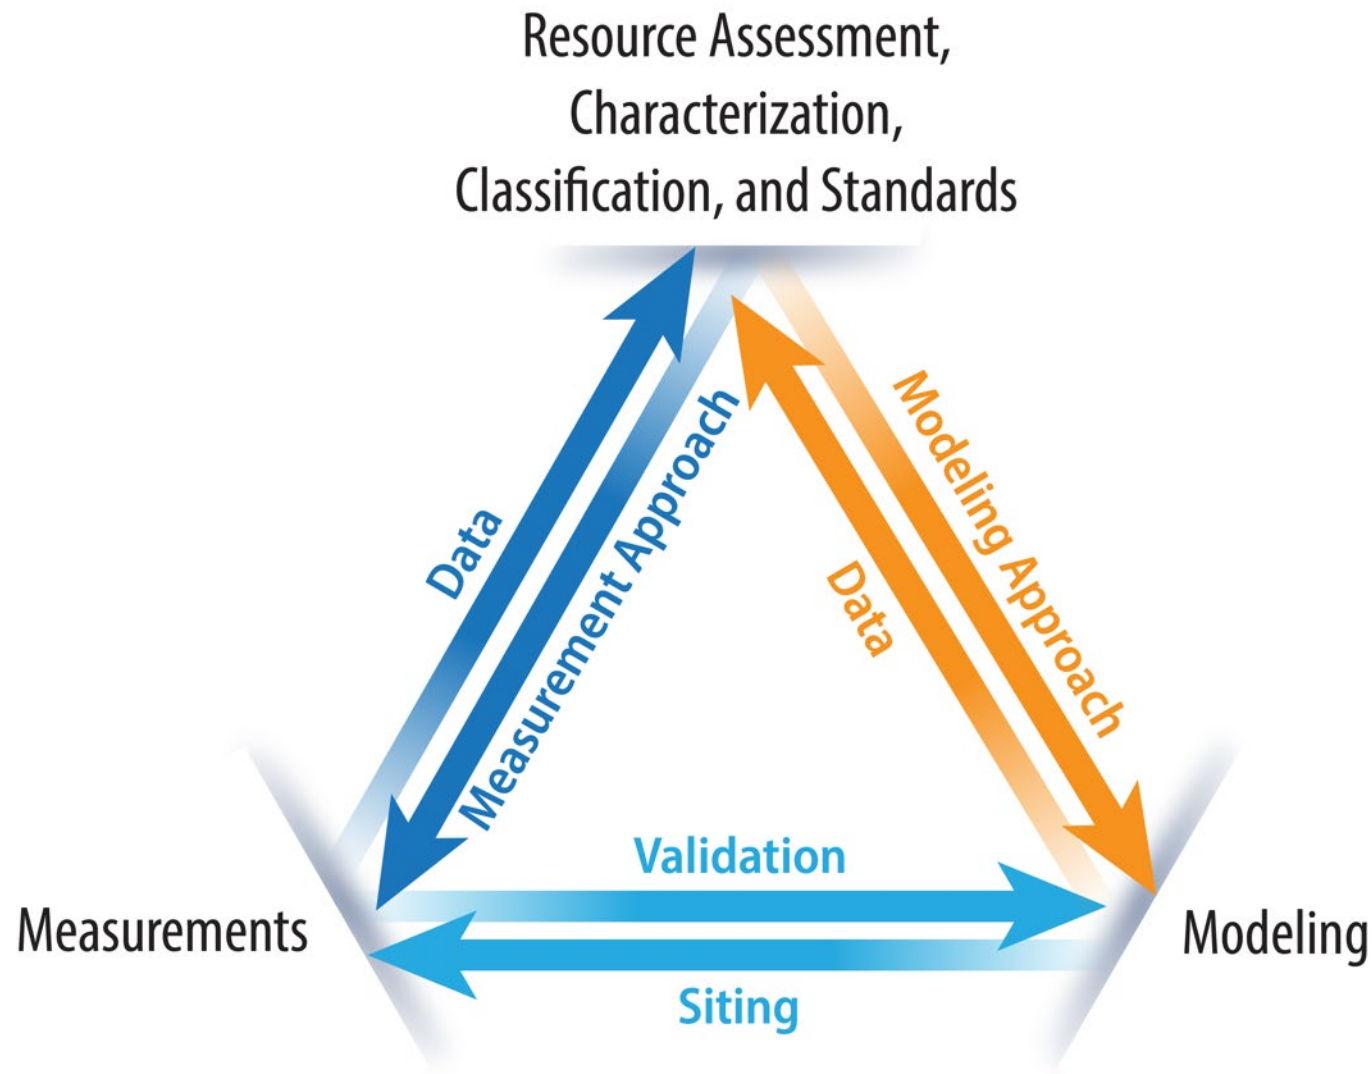 Resource Assessment,
Characterization,
Classification, and Standards
Data
Measurement Approach
Modeling Approach
Data
Validation
Measurements
Modeling
Siting